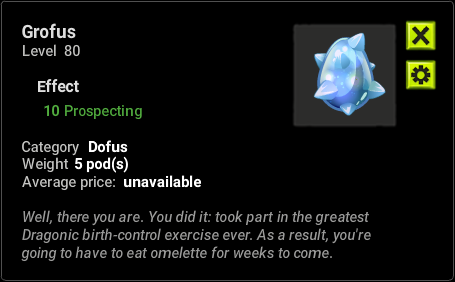 Grofus
Level 80
Effect
10 Prospecting
Category Dofus
Weight 5 pod(s)
Average price: unavailable
Well, there you are. You did it: took part in the greatest
Dragonic birth-control exercise ever. As a result, you're
going to have to eat omelette for weeks to come.